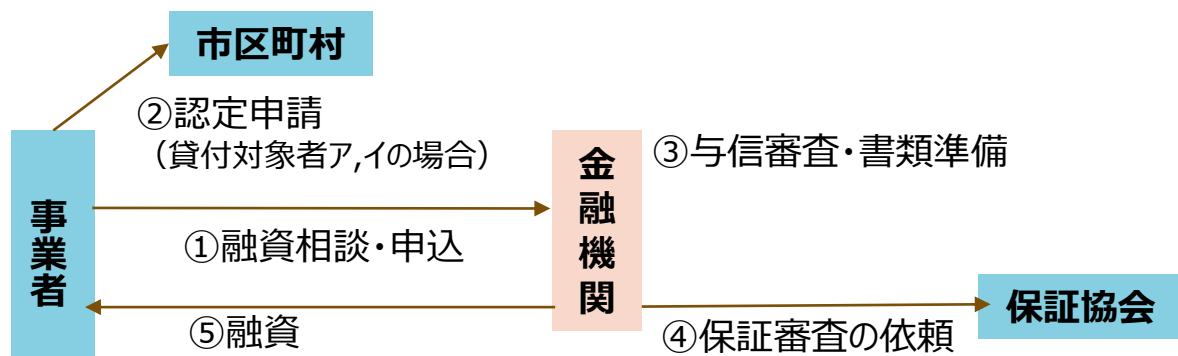 市区町村
②認定申請
（貸付対象者ア,イの場合）
事業者
金融機関
③与信審査・書類準備
①融資相談・申込
⑤融資
④保証審査の依頼
保証協会